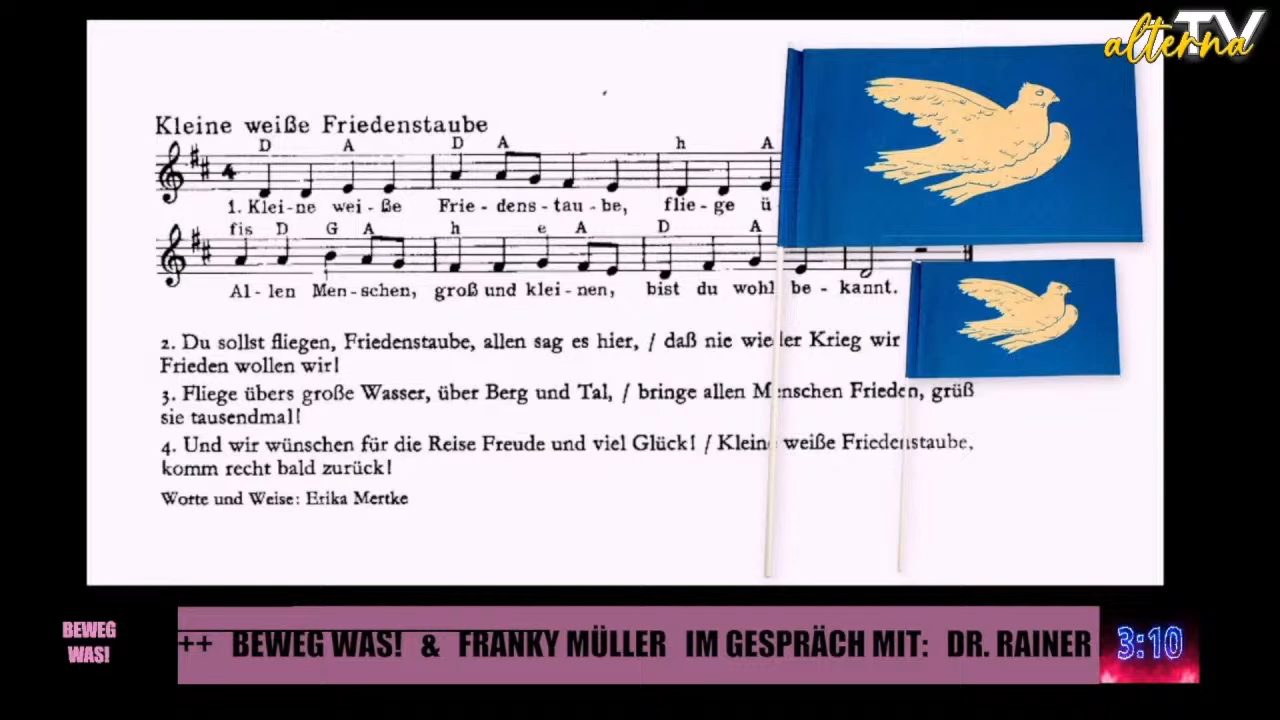 alterna TV
Kleine weiße Friedenstaube
D A D A h A
4
1. Klei-ne wei-ße Frie-dens-tau-be, flie-ge ü
fis D G A h e A D A
Al-len Men-schen, groß und klei-nen, bist du wohl be-kannt.
2. Du sollst fliegen, Friedenstaube, allen sag es hier, / daß nie wieder Krieg wir
Frieden wollen wir!
3. Fliege übers große Wasser, über Berg und Tal, / bringe allen Menschen Frieden, grüß
sie tausendmal!
4. Und wir wünschen für die Reise Freude und viel Glück! / Kleine weiße Friedenstaube,
komm recht bald zurück!
Worte und Weise: Erika Mertke
BEWEG
WAS!
++ BEWEG WAS! & FRANKY MÜLLER IM GESPRÄCH MIT: DR. RAINER
3:10